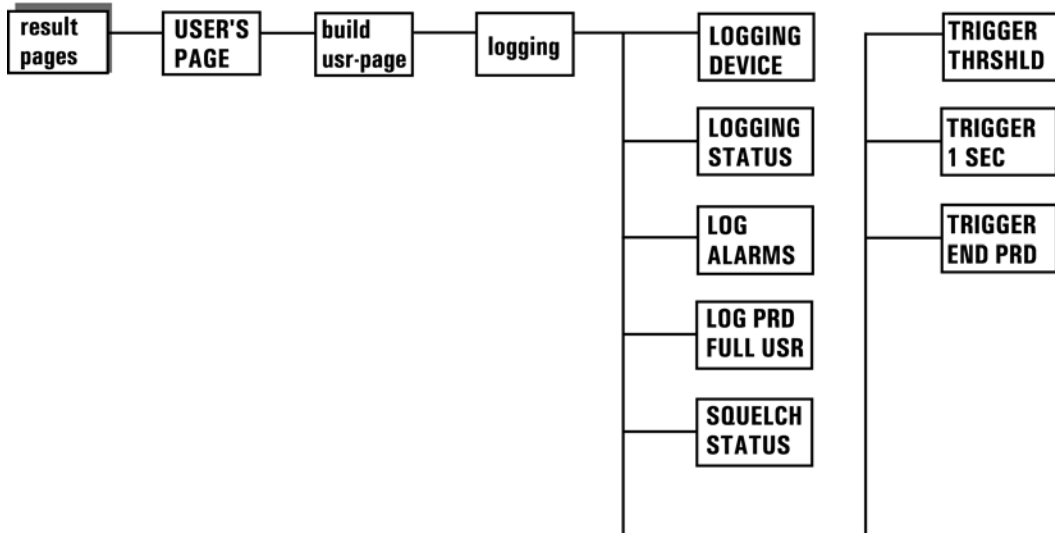 result
pages
USER'S
PAGE
build
usr-page
logging
LOGGING
DEVICE
LOGGING
STATUS
LOG
ALARMS
LOG PRD
FULL USR
SQUELCH
STATUS
TRIGGER
THRSHLD
TRIGGER
1 SEC
TRIGGER
END PRD